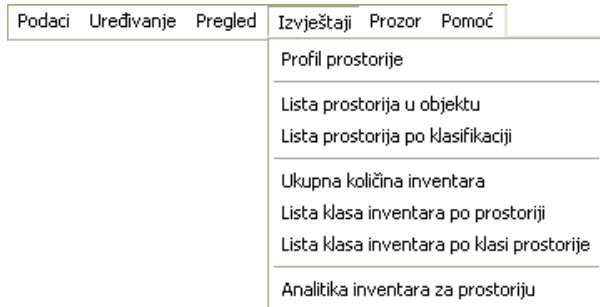 Podaci Uređivanje Pregled Izvještaji Prozor Pomoć
Profil prostorije
Lista prostorija u objektu
Lista prostorija po klasifikaciji
Ukupna količina inventara
Lista klasa inventara po prostoriji
Lista klasa inventara po klasi prostorije
Analitika inventara za prostoriju